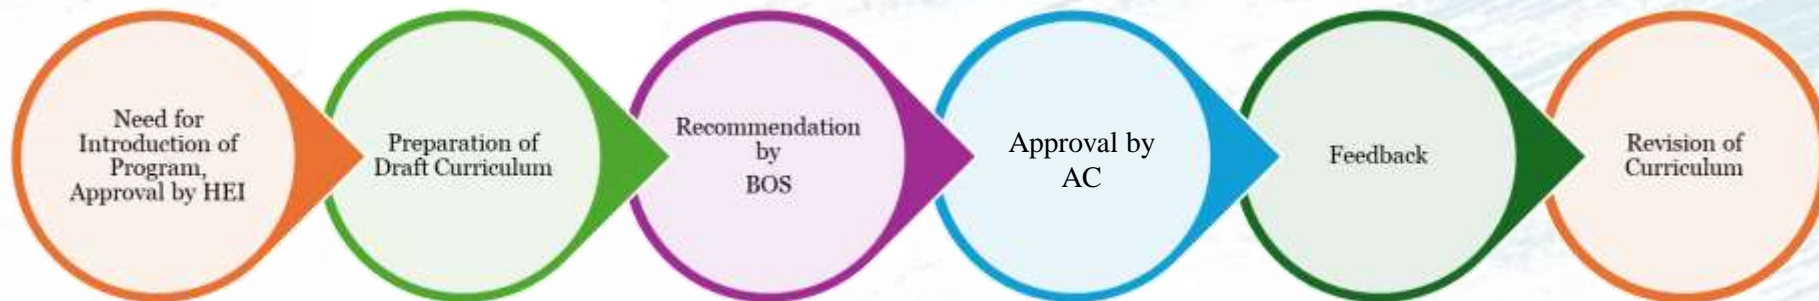 Need for
Introduction of
Program,
Approval by HEI
Preparation of
Draft Curriculum
Recommendation
by
BOS
Approval by
AC
Feedback
Revision of
Curriculum